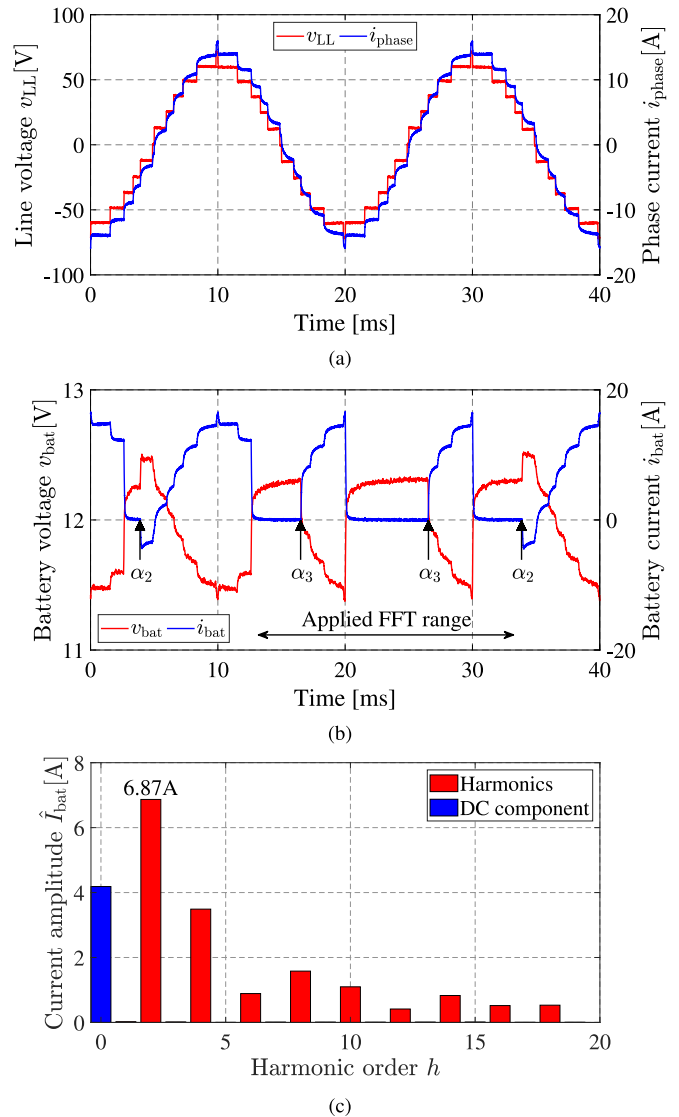 v_LL i_phase
Line voltage v_LL [V]
100
50
0
-50
-100
Phase current i_phase [A]
20
10
0
-10
-20
0 10 20 30 40
Time [ms]
(a)
Battery voltage v_bat [V]
13
12
11
Battery current i_bat [A]
20
10
0
-10
-20
α2 α3 α3 α2
v_bat i_bat
Applied FFT range
0 10 20 30 40
Time [ms]
(b)
Current amplitude Î_bat [A]
8
6
4
2
0
6.87A
Harmonics
DC component
0 5 10 15 20
Harmonic order h
(c)